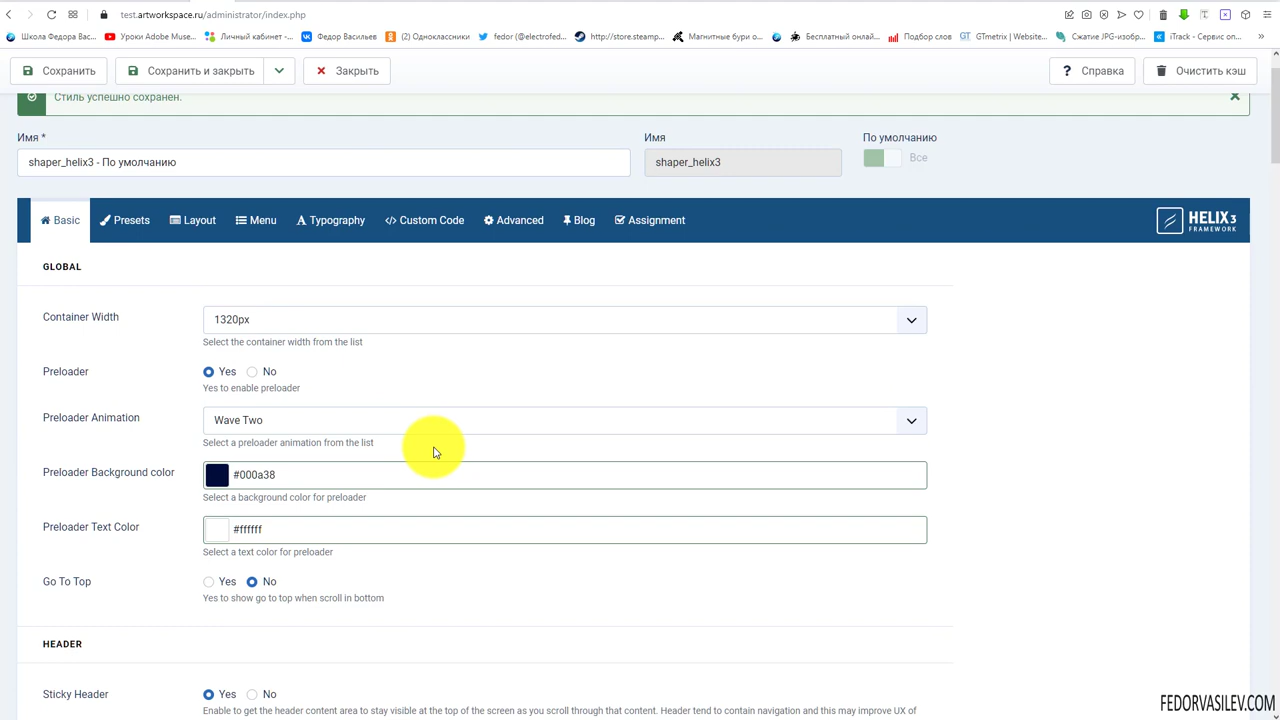 test.artworkspace.ru/administrator/index.php
Школа Федора Вас...
Уроки Adobe Muse...
Личный кабинет -...
Федор Васильев
(2) Одноклассники
fedor (@electrofed...
http://store.steamp...
Магнитные бури о...
Бесплатный онлай...
Подбор слов
GTmetrix | Website...
Сжатие JPG-изобр...
iTrack - Сервис оп...
Сохранить
Сохранить и закрыть
Закрыть
Справка
Очистить кэш
Стиль успешно сохранен.
Имя *
Имя
По умолчанию
shaper_helix3 - По умолчанию
shaper_helix3
Все
Basic
Presets
Layout
Menu
Typography
Custom Code
Advanced
Blog
Assignment
HELIX3
FRAMEWORK
GLOBAL
Container Width
1320px
Select the container width from the list
Preloader
Yes
No
Yes to enable preloader
Preloader Animation
Wave Two
Select a preloader animation from the list
Preloader Background color
#000a38
Select a background color for preloader
Preloader Text Color
#ffffff
Select a text color for preloader
Go To Top
Yes
No
Yes to show go to top when scroll in bottom
HEADER
Sticky Header
Yes
No
Enable to get the header content area to stay visible at the top of the screen as you scroll through that content. Header tend to contain navigation and this may improve UX of
FEDORVASILEV.COM